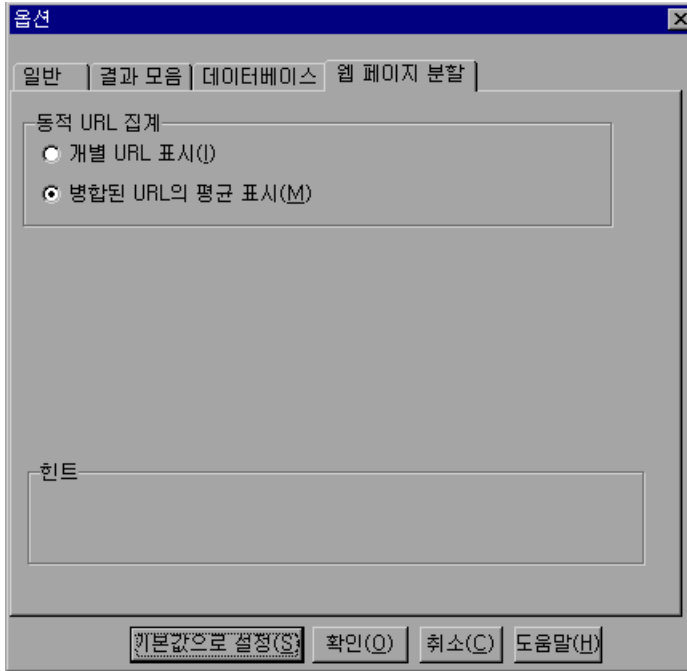 옵션
일반 결과 모음 데이터베이스 웹 페이지 분할
동적 URL 집계
개별 URL 표시(I)
병합된 URL의 평균 표시(M)
힌트
기본값으로 설정(S) 확인(O) 취소(C) 도움말(H)